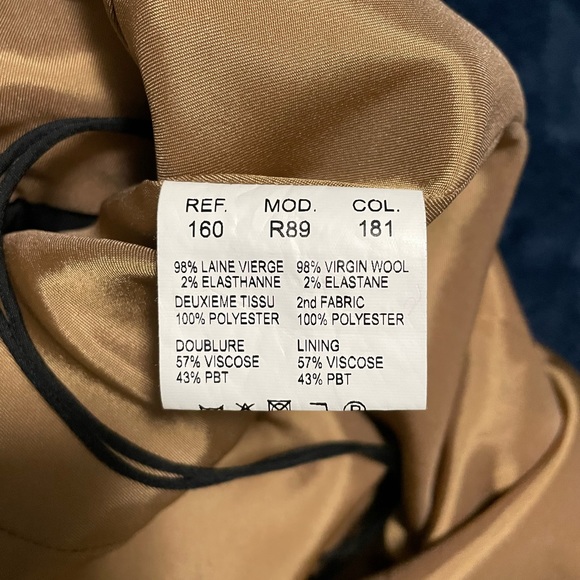 REF. MOD. COL.
160 R89 181
98% LAINE VIERGE 98% VIRGIN WOOL
2% ELASTHANNE 2% ELASTANE
DEUXIEME TISSU 2nd FABRIC
100% POLYESTER 100% POLYESTER
DOUBLURE LINING
57% VISCOSE 57% VISCOSE
43% PBT 43% PBT
P